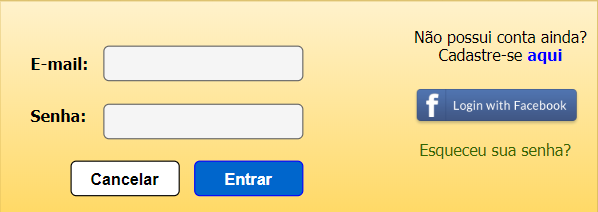 E-mail:
Senha:
Cancelar
Entrar
Não possui conta ainda?
Cadastre-se aqui
f Login with Facebook
Esqueceu sua senha?